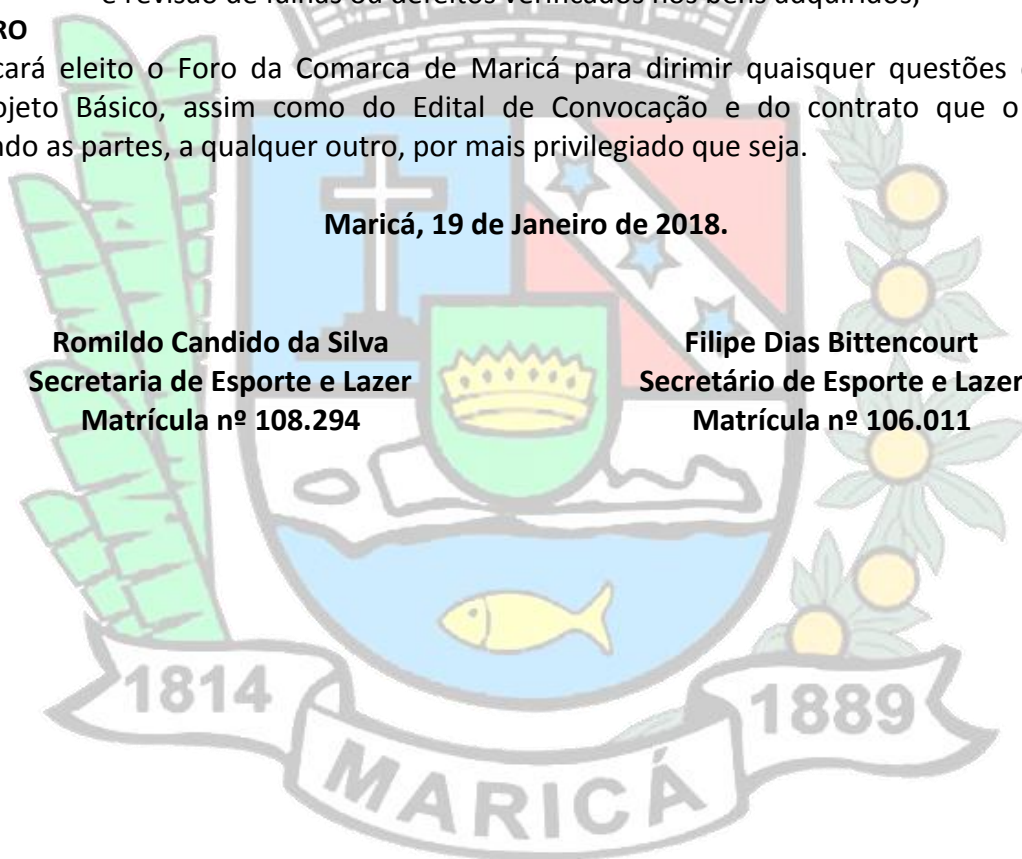 e revisão de falhas ou defeitos verificados nos bens adquiridos;
RO
cará eleito o Foro da Comarca de Maricá para dirimir quaisquer questões
ojeto Básico, assim como do Edital de Convocação e do contrato que o
ndo as partes, a qualquer outro, por mais privilegiado que seja.
Maricá, 19 de Janeiro de 2018.
Romildo Candido da Silva
Secretaria de Esporte e Lazer
Matrícula nº 108.294
Filipe Dias Bittencourt
Secretário de Esporte e Lazer
Matrícula nº 106.011
1814
1889
MARICÁ